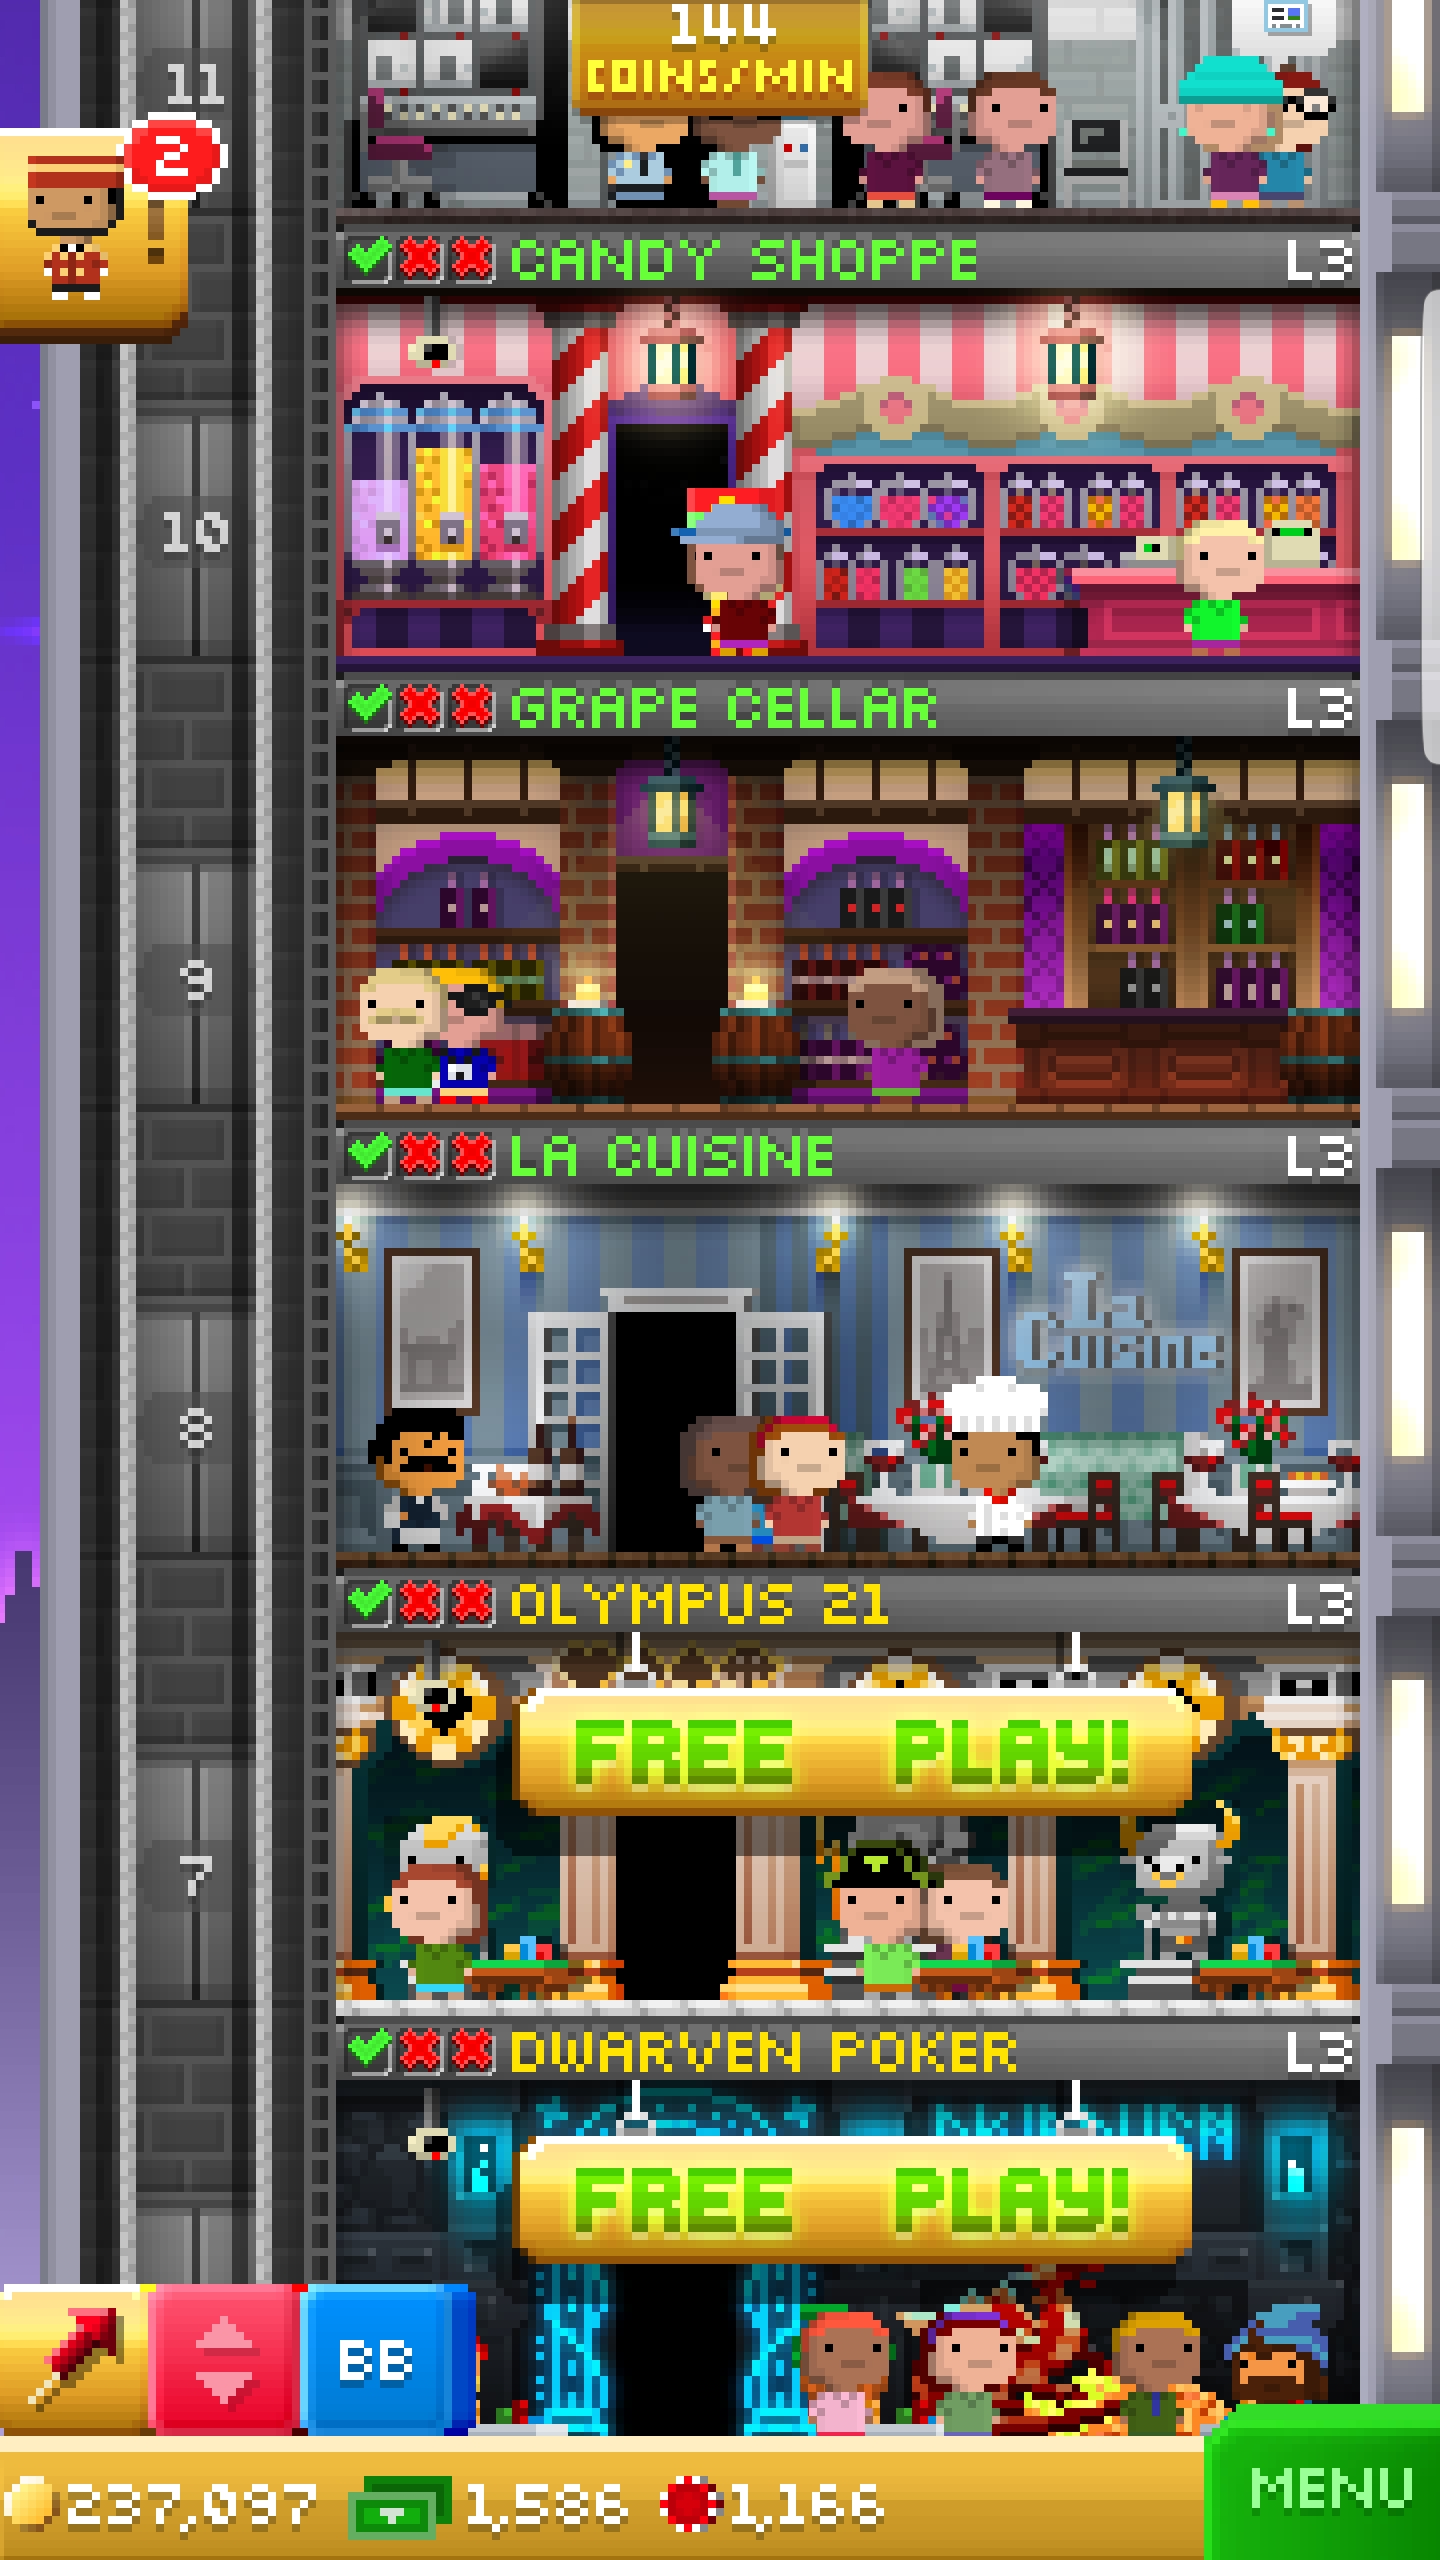 144
COINS/MIN
11
2
CANDY SHOPPE L3
10
GRAPE CELLAR L3
9
LA CUISINE L3
La
Cuisine
8
OLYMPUS 21 L3
FREE PLAY!
7
DWARVEN POKER L3
FREE PLAY!
BB
237,097 1,586 1,166
MENU